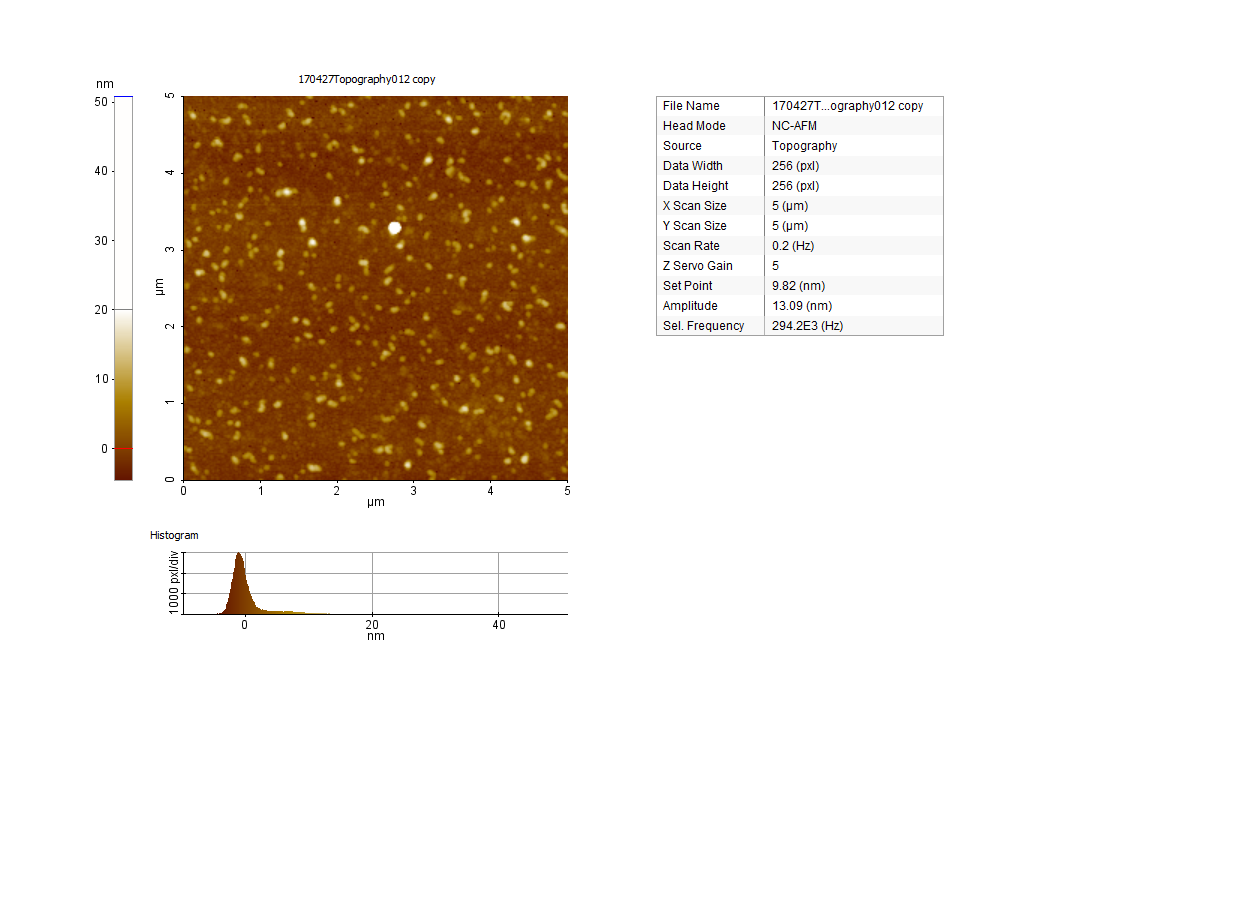 170427Topography012 copy
nm
50
40
30
20
10
0
5
4
3
2
1
0
µm
0 1 2 3 4 5
µm
File Name 170427T...ography012 copy
Head Mode NC-AFM
Source Topography
Data Width 256 (pxl)
Data Height 256 (pxl)
X Scan Size 5 (µm)
Y Scan Size 5 (µm)
Scan Rate 0.2 (Hz)
Z Servo Gain 5
Set Point 9.82 (nm)
Amplitude 13.09 (nm)
Sel. Frequency 294.2E3 (Hz)
Histogram
1000 pxl/div
0 20 40
nm